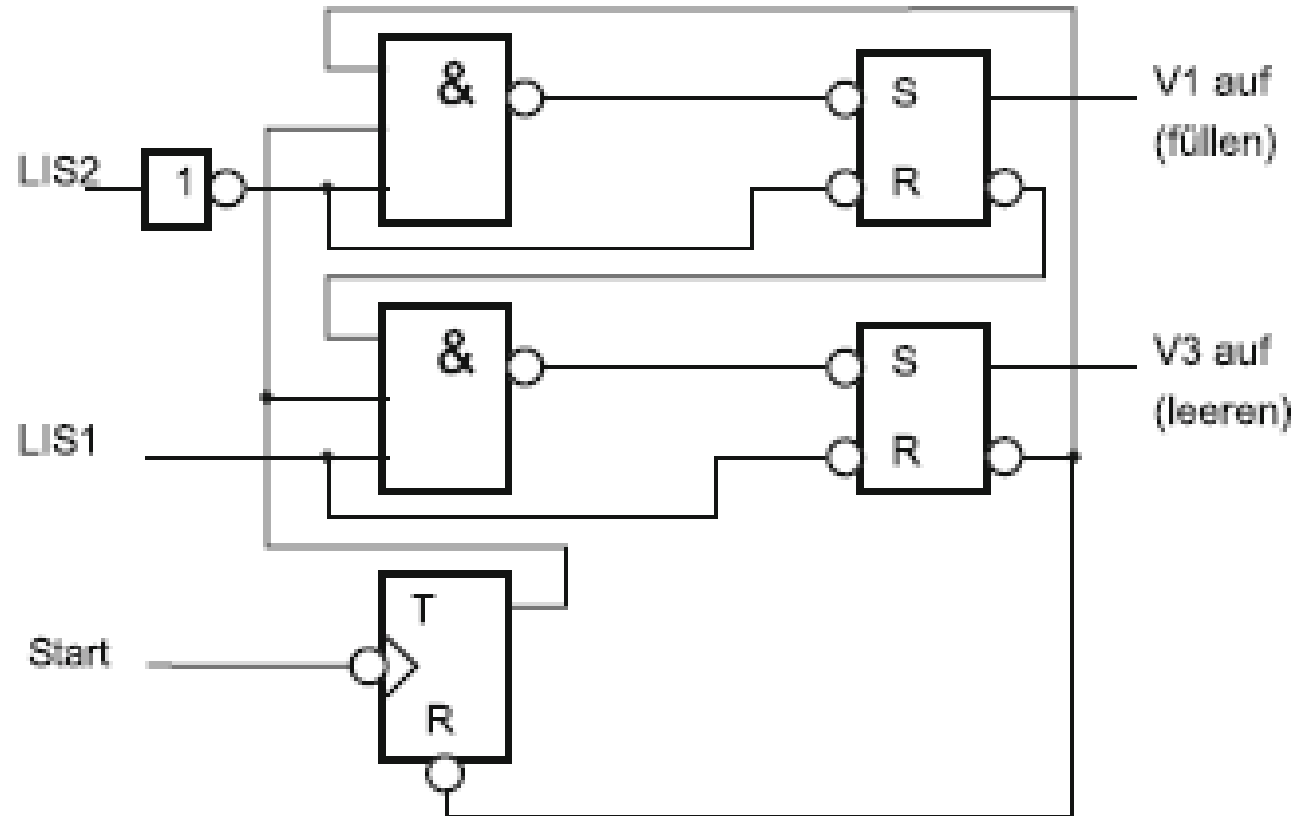 &
S
V1 auf
(füllen)
LIS2
1
R
&
S
V3 auf
(leeren)
LIS1
R
T
Start
R